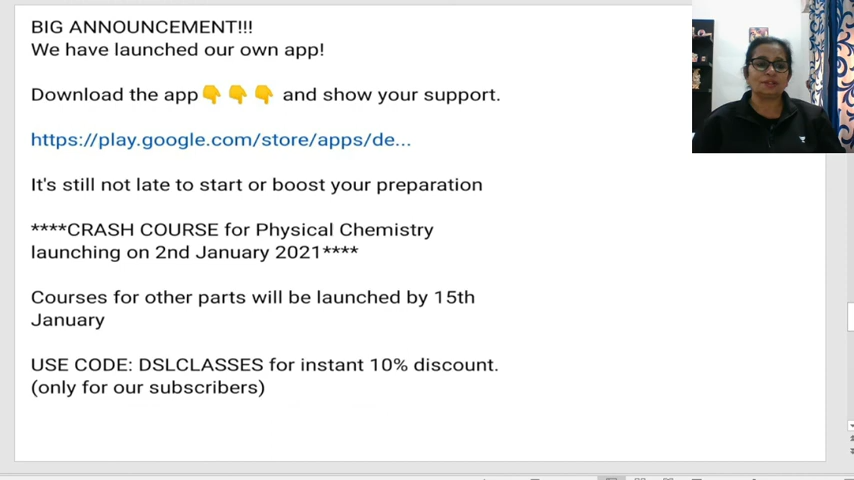 BIG ANNOUNCEMENT!!!
We have launched our own app!
Download the app👇👇👇 and show your support.
https://play.google.com/store/apps/de...
It's still not late to start or boost your preparation
****CRASH COURSE for Physical Chemistry
launching on 2nd January 2021****
Courses for other parts will be launched by 15th
January
USE CODE: DSLCLASSES for instant 10% discount.
(only for our subscribers)